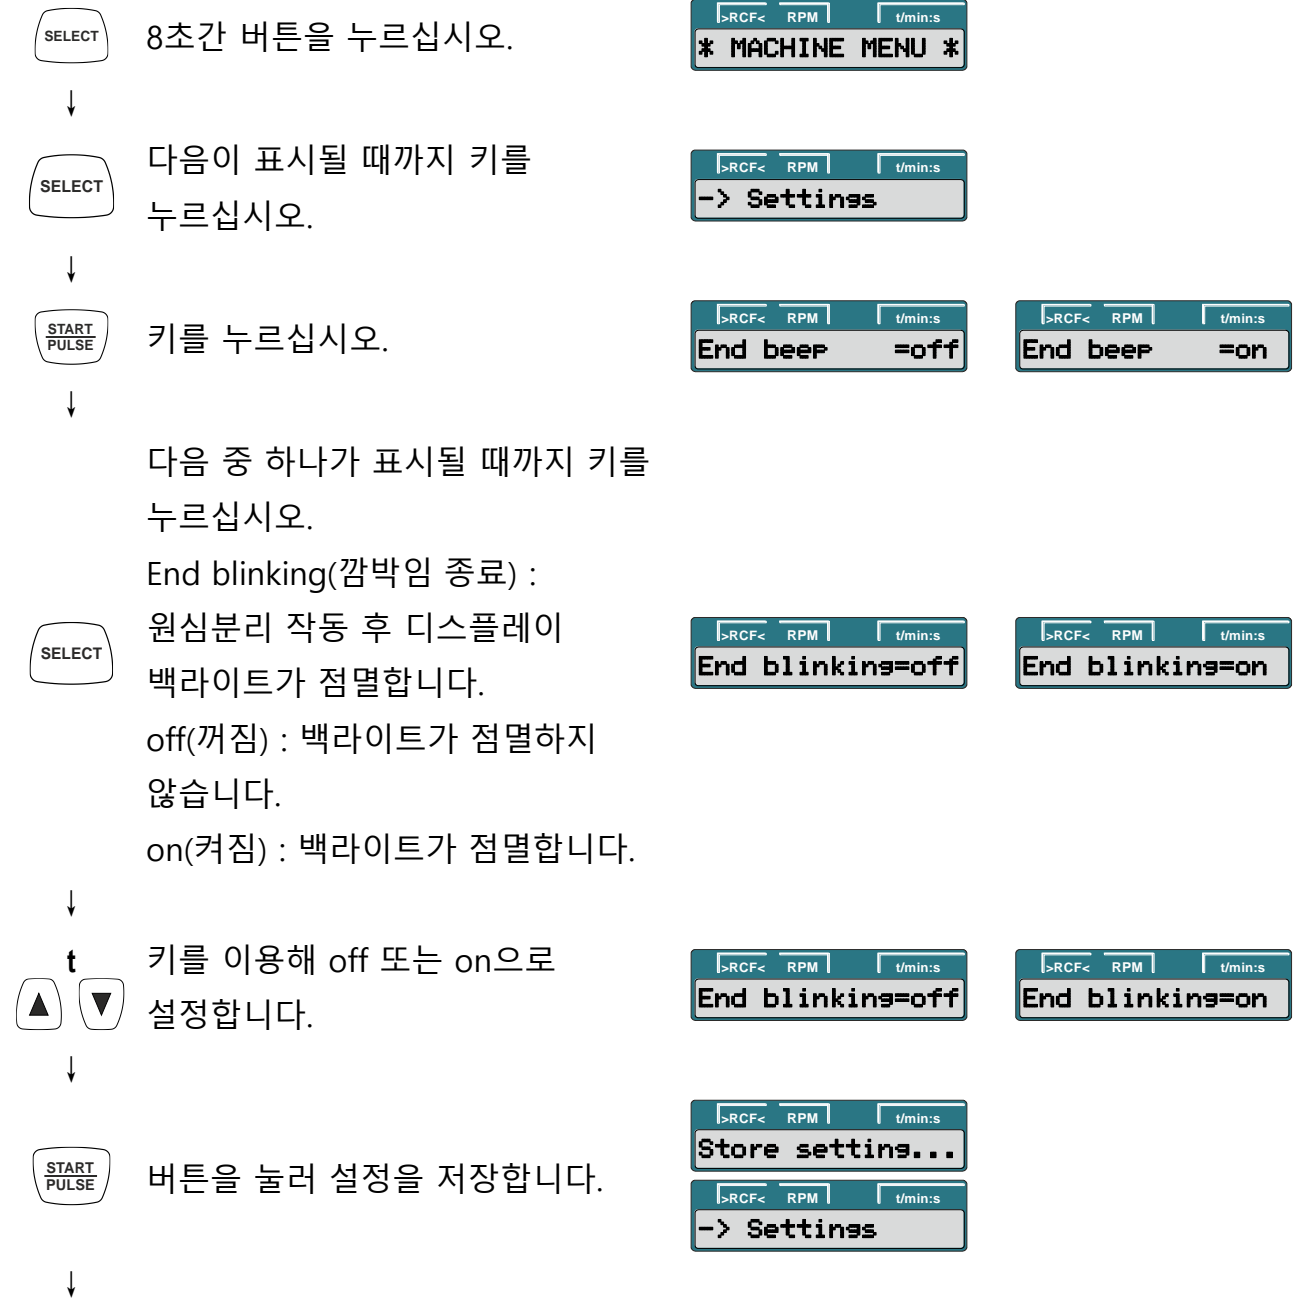 SELECT
8초간 버튼을 누르십시오.
>RCF< RPM t/min:s
* MACHINE MENU *
SELECT
다음이 표시될 때까지 키를
누르십시오.
>RCF< RPM t/min:s
-> Settings
START
PULSE
키를 누르십시오.
>RCF< RPM t/min:s
End beep =off
>RCF< RPM t/min:s
End beep =on
SELECT
다음 중 하나가 표시될 때까지 키를
누르십시오.
End blinking(깜박임 종료) :
원심분리 작동 후 디스플레이
백라이트가 점멸합니다.
off(꺼짐) : 백라이트가 점멸하지
않습니다.
on(켜짐) : 백라이트가 점멸합니다.
>RCF< RPM t/min:s
End blinking=off
>RCF< RPM t/min:s
End blinking=on
t
키를 이용해 off 또는 on으로
설정합니다.
>RCF< RPM t/min:s
End blinking=off
>RCF< RPM t/min:s
End blinking=on
START
PULSE
버튼을 눌러 설정을 저장합니다.
>RCF< RPM t/min:s
Store setting...
>RCF< RPM t/min:s
-> Settings